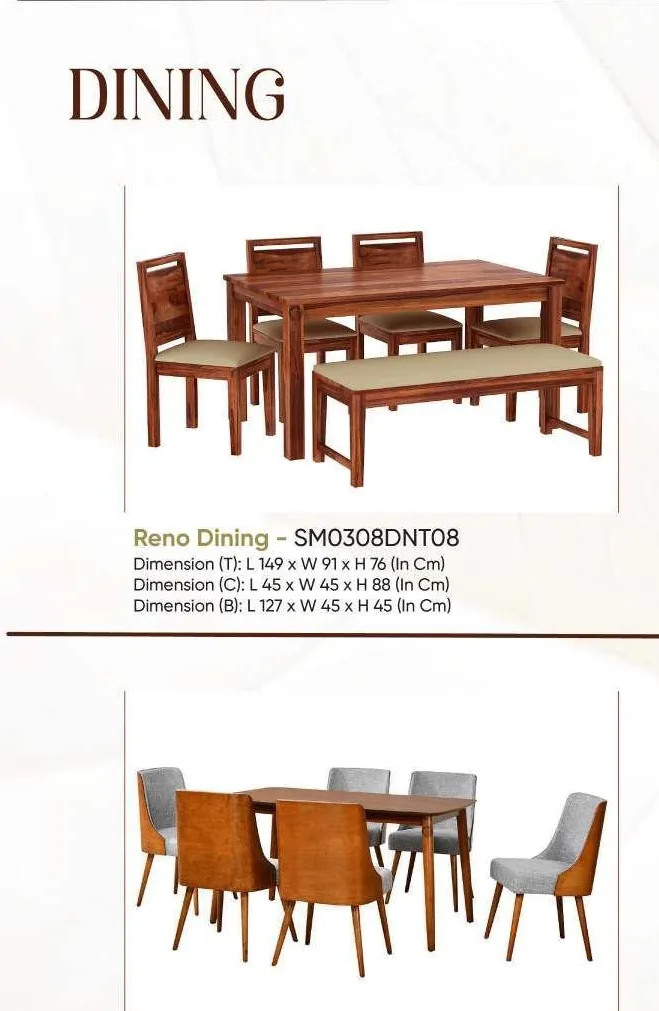 DINING
Reno Dining - SM0308DNT08
Dimension (T): L 149 x W 91 x H 76 (In Cm)
Dimension (C): L 45 x W 45 x H 88 (In Cm)
Dimension (B): L 127 x W 45 x H 45 (In Cm)